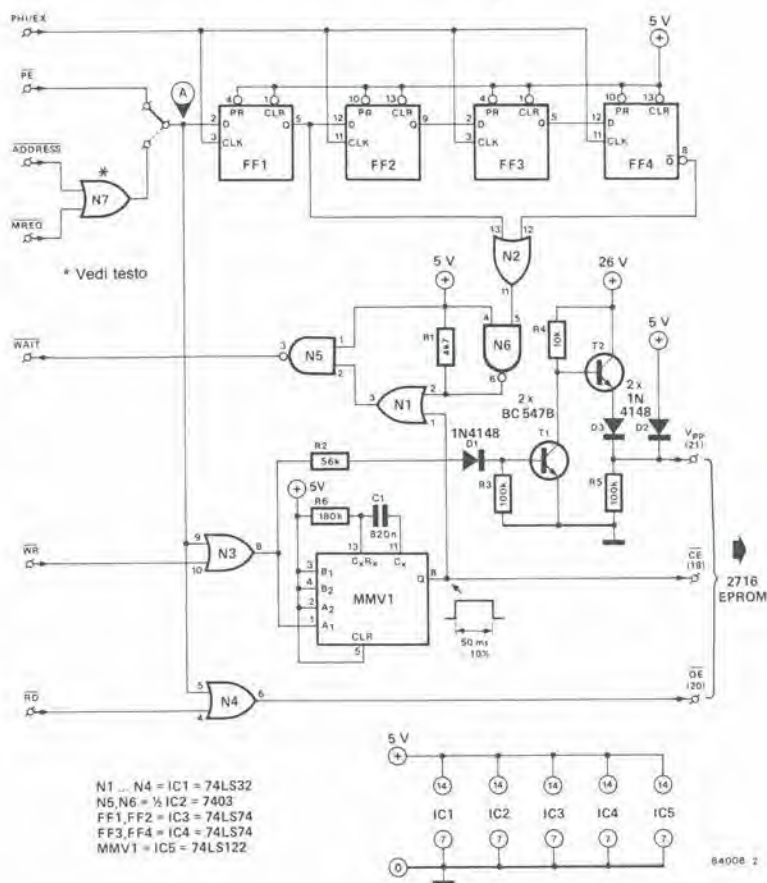 PHI/EX
5 V
PE
A
ADDRESS
N7
*
MREQ
* Vedi testo
4 1 10 13 4 1 10 13
PR CLR PR CLR PR CLR PR CLR
2 D Q 5 12 D Q 9 2 D Q 5 12 D
3 CLK 11 CLK 3 CLK 11 CLK Q 8
FF1 FF2 FF3 FF4
13 12
N2
11
5 V
26 V
5 V
WAIT
3 N5 1
2
R1
4k7
4 5
N6
6
3 N1 2
1
R4
10k
T2
2x
BC 547B
2x
1N
4148
D3 D2
1N4148
D1
T1
R2
56k
R3
100k
R5
100k
Vpp
(21)
5V
R6
180k
C1
820n
WR
9
10
N3 8
13 11
CxRx Cx
3 B1
4 B2
2 A2
1 A1
MMV1
Q 8
CLR
5
50 ms
10%
CE
(18)
2716
EPROM
RD
5
4
N4 6
OE
(20)
N1 ... N4 = IC1 = 74LS32
N5,N6 = ½ IC2 = 7403
FF1,FF2 = IC3 = 74LS74
FF3,FF4 = IC4 = 74LS74
MMV1 = IC5 = 74LS122
5 V
14 14 14 14 14
IC1 IC2 IC3 IC4 IC5
7 7 7 7 7
0
84008 2